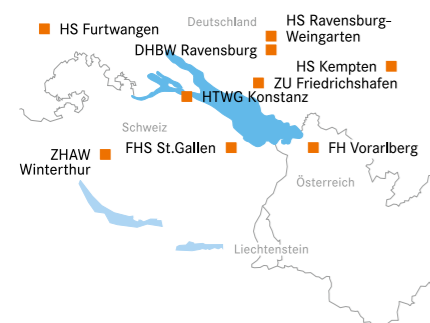 Deutschland
HS Ravensburg-
Weingarten
HS Furtwangen
DHBW Ravensburg
HS Kempten
ZU Friedrichshafen
HTWG Konstanz
Schweiz
ZHAW
Winterthur
FHS St.Gallen
FH Vorarlberg
Österreich
Liechtenstein